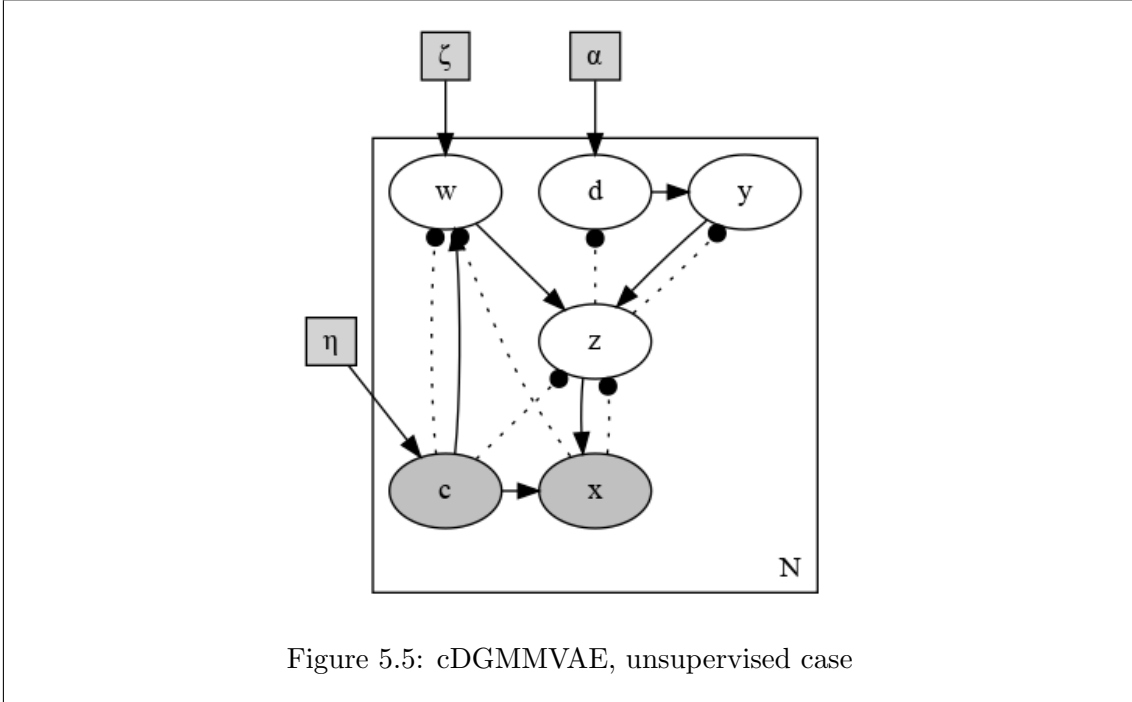 ζ α
w d y
η z
c x
N
Figure 5.5: cDGMMVAE, unsupervised case